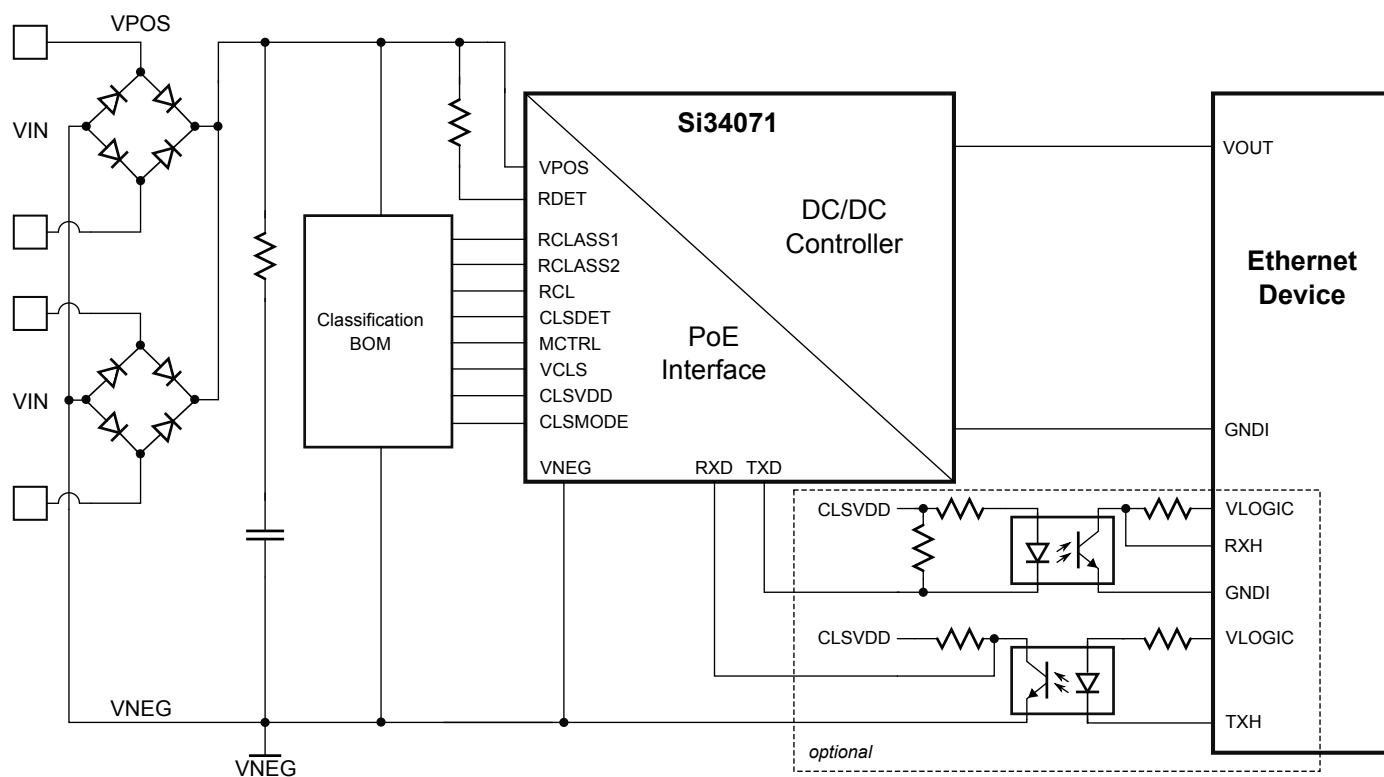 VPOS
VIN
VIN
VNEG
VNEG
Classification
BOM
Si34071
VPOS
RDET
RCLASS1
RCLASS2
RCL
CLSDET
MCTRL
VCLS
CLSVDD
CLSMODE
VNEG
RXD
TXD
DC/DC
Controller
PoE
Interface
VOUT
Ethernet
Device
GNDI
CLSVDD
VLOGIC
RXH
GNDI
CLSVDD
VLOGIC
TXH
optional